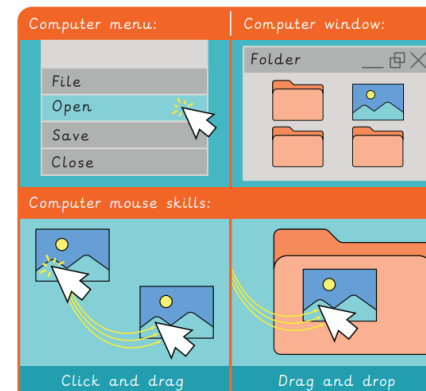 Computer menu:
File
Open
Save
Close
Computer window:
Folder
Computer mouse skills:
Click and drag
Drag and drop